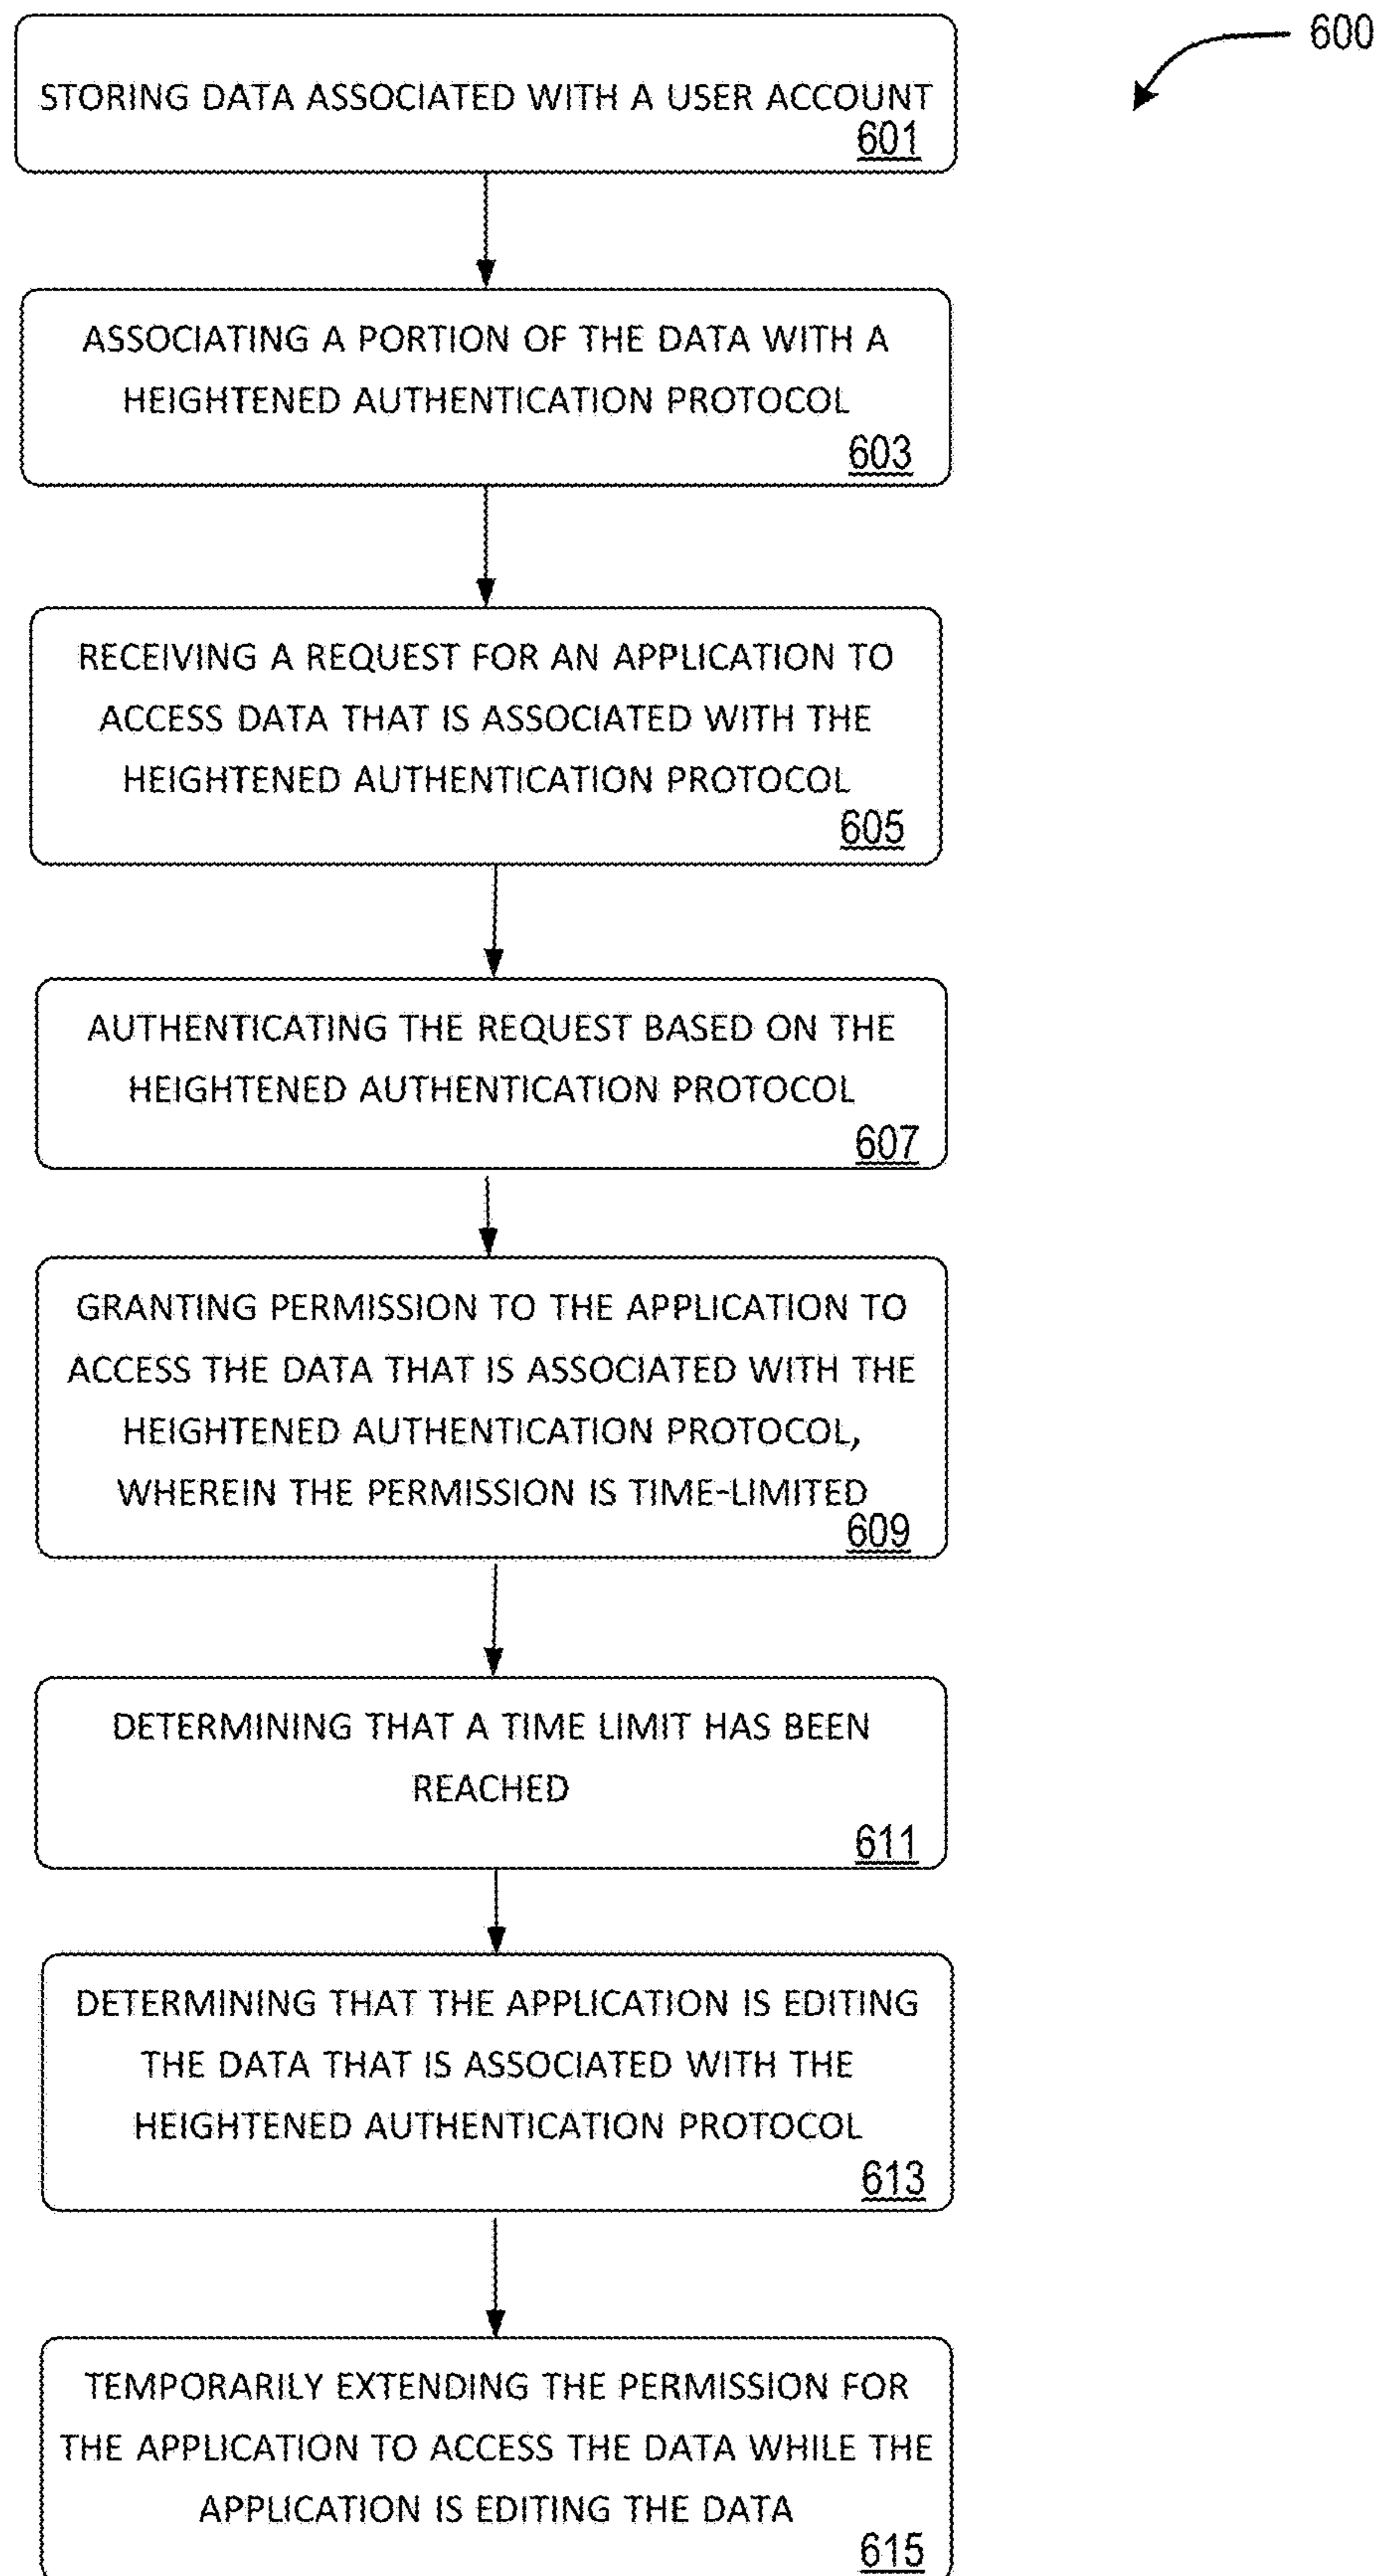 600
STORING DATA ASSOCIATED WITH A USER ACCOUNT
601
ASSOCIATING A PORTION OF THE DATA WITH A
HEIGHTENED AUTHENTICATION PROTOCOL
603
RECEIVING A REQUEST FOR AN APPLICATION TO
ACCESS DATA THAT IS ASSOCIATED WITH THE
HEIGHTENED AUTHENTICATION PROTOCOL
605
AUTHENTICATING THE REQUEST BASED ON THE
HEIGHTENED AUTHENTICATION PROTOCOL
607
GRANTING PERMISSION TO THE APPLICATION TO
ACCESS THE DATA THAT IS ASSOCIATED WITH THE
HEIGHTENED AUTHENTICATION PROTOCOL,
WHEREIN THE PERMISSION IS TIME-LIMITED
609
DETERMINING THAT A TIME LIMIT HAS BEEN
REACHED
611
DETERMINING THAT THE APPLICATION IS EDITING
THE DATA THAT IS ASSOCIATED WITH THE
HEIGHTENED AUTHENTICATION PROTOCOL
613
TEMPORARILY EXTENDING THE PERMISSION FOR
THE APPLICATION TO ACCESS THE DATA WHILE THE
APPLICATION IS EDITING THE DATA
615